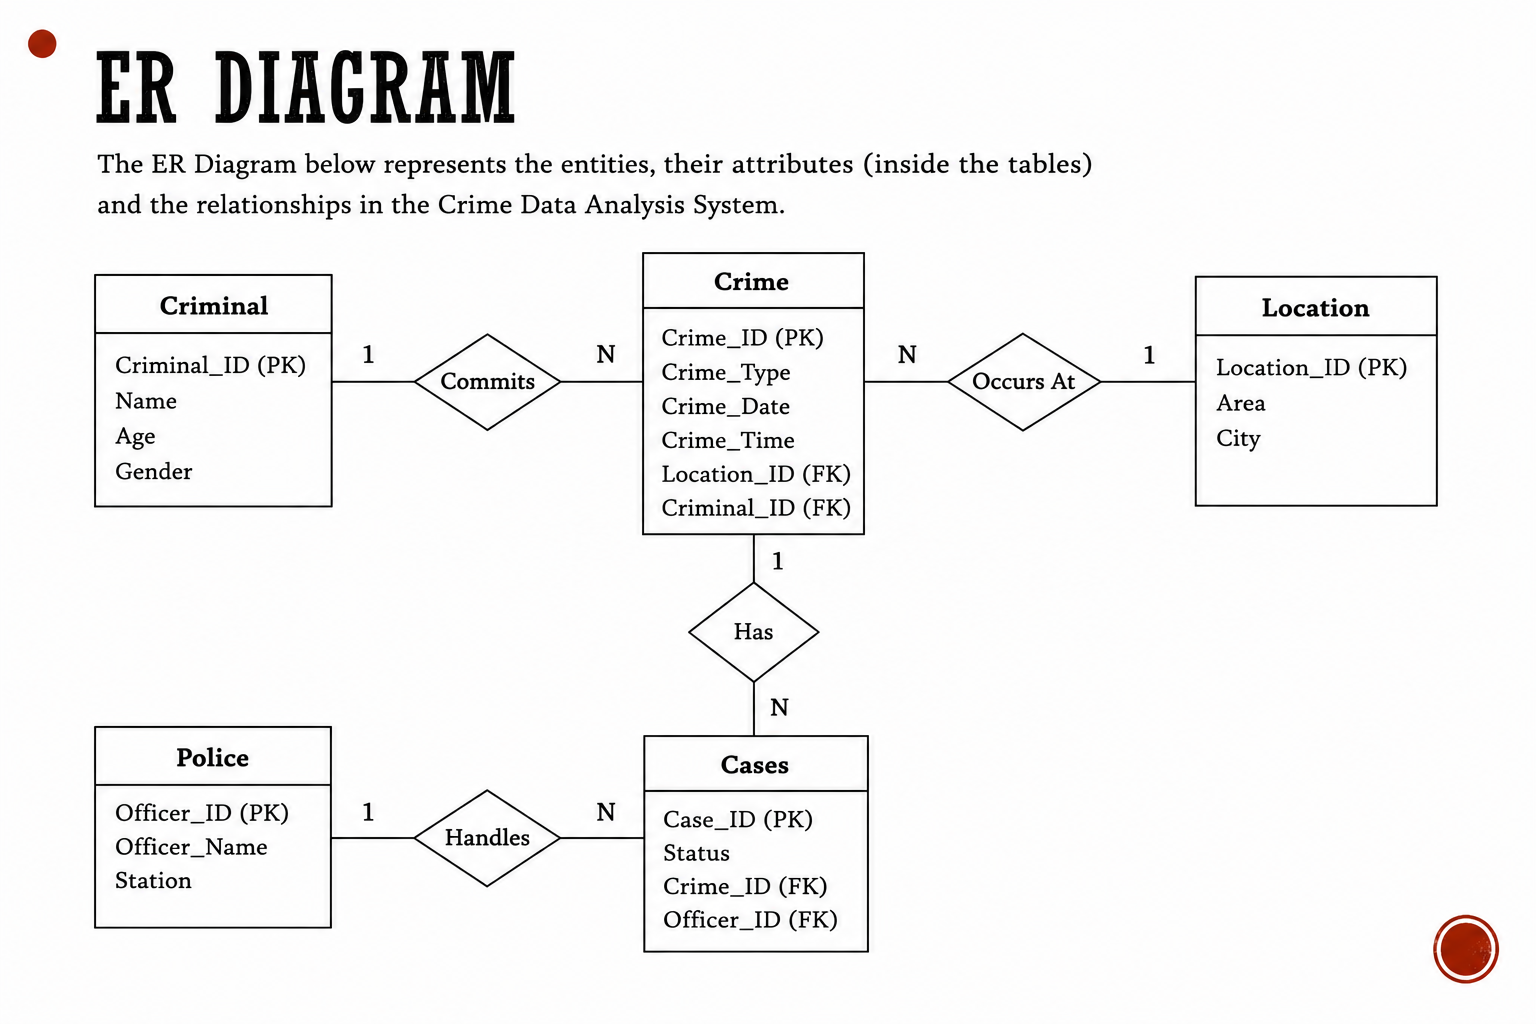 ER DIAGRAM
The ER Diagram below represents the entities, their attributes (inside the tables)
and the relationships in the Crime Data Analysis System.
Criminal
Criminal_ID (PK)
Name
Age
Gender
1
Commits
N
Crime
Crime_ID (PK)
Crime_Type
Crime_Date
Crime_Time
Location_ID (FK)
Criminal_ID (FK)
N
Occurs At
1
Location
Location_ID (PK)
Area
City
1
Has
N
Police
Officer_ID (PK)
Officer_Name
Station
1
Handles
N
Cases
Case_ID (PK)
Status
Crime_ID (FK)
Officer_ID (FK)